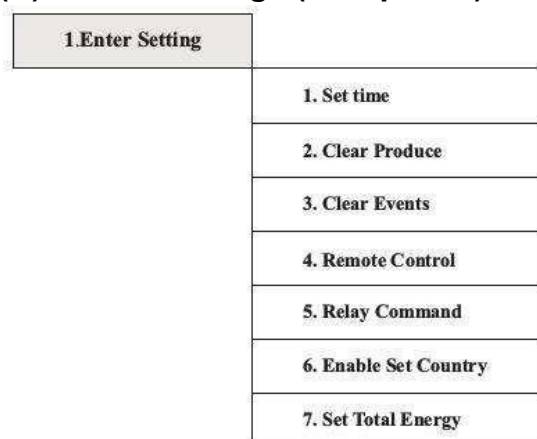 1.Enter Setting
1. Set time
2. Clear Produce
3. Clear Events
4. Remote Control
5. Relay Command
6. Enable Set Country
7. Set Total Energy